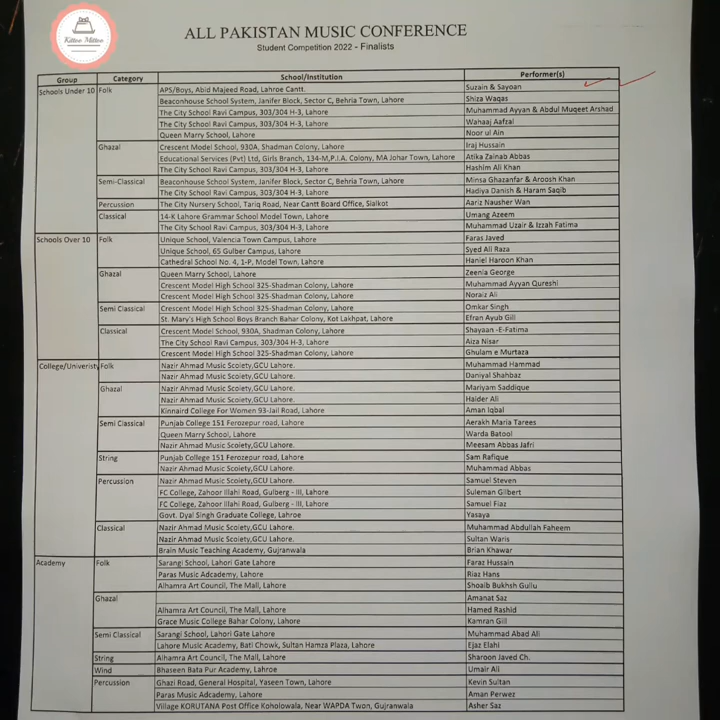 Kittoo Mittoo
ALL PAKISTAN MUSIC CONFERENCE
Student Competition 2022 - Finalists
Group Category School/Institution Performer(s)
Schools Under 10 Folk APS/Boys, Abid Majeed Road, Lahroe Cantt. Suzain & Sayoan
Beaconhouse School System, Janifer Block, Sector C, Behria Town, Lahore Shiza Waqas
The City School Ravi Campus, 303/304 H-3, Lahore Muhammad Ayyan & Abdul Muqeet Arshad
The City School Ravi Campus, 303/304 H-3, Lahore Wahaaj Aafzal
Queen Marry School, Lahore Noor ul Ain
Ghazal Crescent Model School, 930A, Shadman Colony, Lahore Iraj Hussain
Educational Services (Pvt) Ltd, Girls Branch, 134-M,P.I.A. Colony, MA Johar Town, Lahore Atika Zainab Abbas
The City School Ravi Campus, 303/304 H-3, Lahore Hashim Ali Khan
Semi-Classical Beaconhouse School System, Janifer Block, Sector C, Behria Town, Lahore Minsa Ghazanfar & Aroosh Khan
The City School Ravi Campus, 303/304 H-3, Lahore Hadiya Danish & Haram Saqib
Percussion The City Nursery School, Tariq Road, Near Cantt Board Office, Sialkot Aariz Nausher Wan
Classical 14-K Lahore Grammar School Model Town, Lahore Umang Azeem
The City School Ravi Campus, 303/304 H-3, Lahore Muhammad Uzair & Izzah Fatima
Schools Over 10 Folk Unique School, Valencia Town Campus, Lahore Faras Javed
Unique School, 65 Gulber Campus, Lahore Syed Ali Raza
Cathedral School No. 4, 1-P, Model Town, Lahore Haniel Haroon Khan
Ghazal Queen Marry School, Lahore Zeenia George
Crescent Model High School 325-Shadman Colony, Lahore Muhammad Ayyan Qureshi
Crescent Model High School 325-Shadman Colony, Lahore Noraiz Ali
Semi Classical Crescent Model High School 325-Shadman Colony, Lahore Omkar Singh
St. Mary's High School Boys Branch Bahar Colony, Kot Lakhpat, Lahore Efran Ayub Gill
Classical Crescent Model School, 930A, Shadman Colony, Lahore Shayaan -E-Fatima
The City School Ravi Campus, 303/304 H-3, Lahore Aiza Nisar
Crescent Model High School 325-Shadman Colony, Lahore Ghulam e Murtaza
College/Univeristy Folk Nazir Ahmad Music Scoiety,GCU Lahore. Muhammad Hammad
Nazir Ahmad Music Scoiety,GCU Lahore. Daniyal Shahbaz
Ghazal Nazir Ahmad Music Scoiety,GCU Lahore. Mariyam Saddique
Nazir Ahmad Music Scoiety,GCU Lahore. Haider Ali
Kinnaird College For Women 93-Jail Road, Lahore Aman Iqbal
Semi Classical Punjab College 151 Ferozepur road, Lahore Aerakh Maria Tarees
Queen Marry School, Lahore Warda Batool
Nazir Ahmad Music Scoiety,GCU Lahore. Meesam Abbas Jafri
String Punjab College 151 Ferozepur road, Lahore Sam Rafique
Nazir Ahmad Music Scoiety,GCU Lahore. Muhammad Abbas
Percussion Nazir Ahmad Music Scoiety,GCU Lahore. Samuel Steven
FC College, Zahoor Illahi Road, Gulberg - III, Lahore Suleman Gilbert
FC College, Zahoor Illahi Road, Gulberg - III, Lahore Samuel Fiaz
Govt. Dyal Singh Graduate College, Lahroe Yasaya
Classical Nazir Ahmad Music Scoiety,GCU Lahore. Muhammad Abdullah Faheem
Nazir Ahmad Music Scoiety,GCU Lahore. Sultan Waris
Brain Music Teaching Academy, Gujranwala Brian Khawar
Academy Folk Sarangi School, Lahori Gate Lahore Faraz Hussain
Paras Music Adcademy, Lahore Riaz Hans
Alhamra Art Council, The Mall, Lahore Shoaib Bukhsh Gullu
Ghazal Amanat Saz
Alhamra Art Council, The Mall, Lahore Hamed Rashid
Grace Music College Bahar Colony, Lahore Kamran Gill
Semi Classical Sarangi School, Lahori Gate Lahore Muhammad Abad Ali
Lahore Music Academy, Bati Chowk, Sultan Hamza Plaza, Lahore Ejaz Elahi
String Alhamra Art Council, The Mall, Lahore Sharoon Javed Ch.
Wind Bhaseen Bata Pur Academy, Lahroe Umair Ali
Percussion Ghazi Road, General Hospital, Yaseen Town, Lahore Kevin Sultan
Paras Music Adcademy, Lahore Aman Perwez
Village KORUTANA Post Office Koholowala, Near WAPDA Twon, Gujranwala Asher Saz